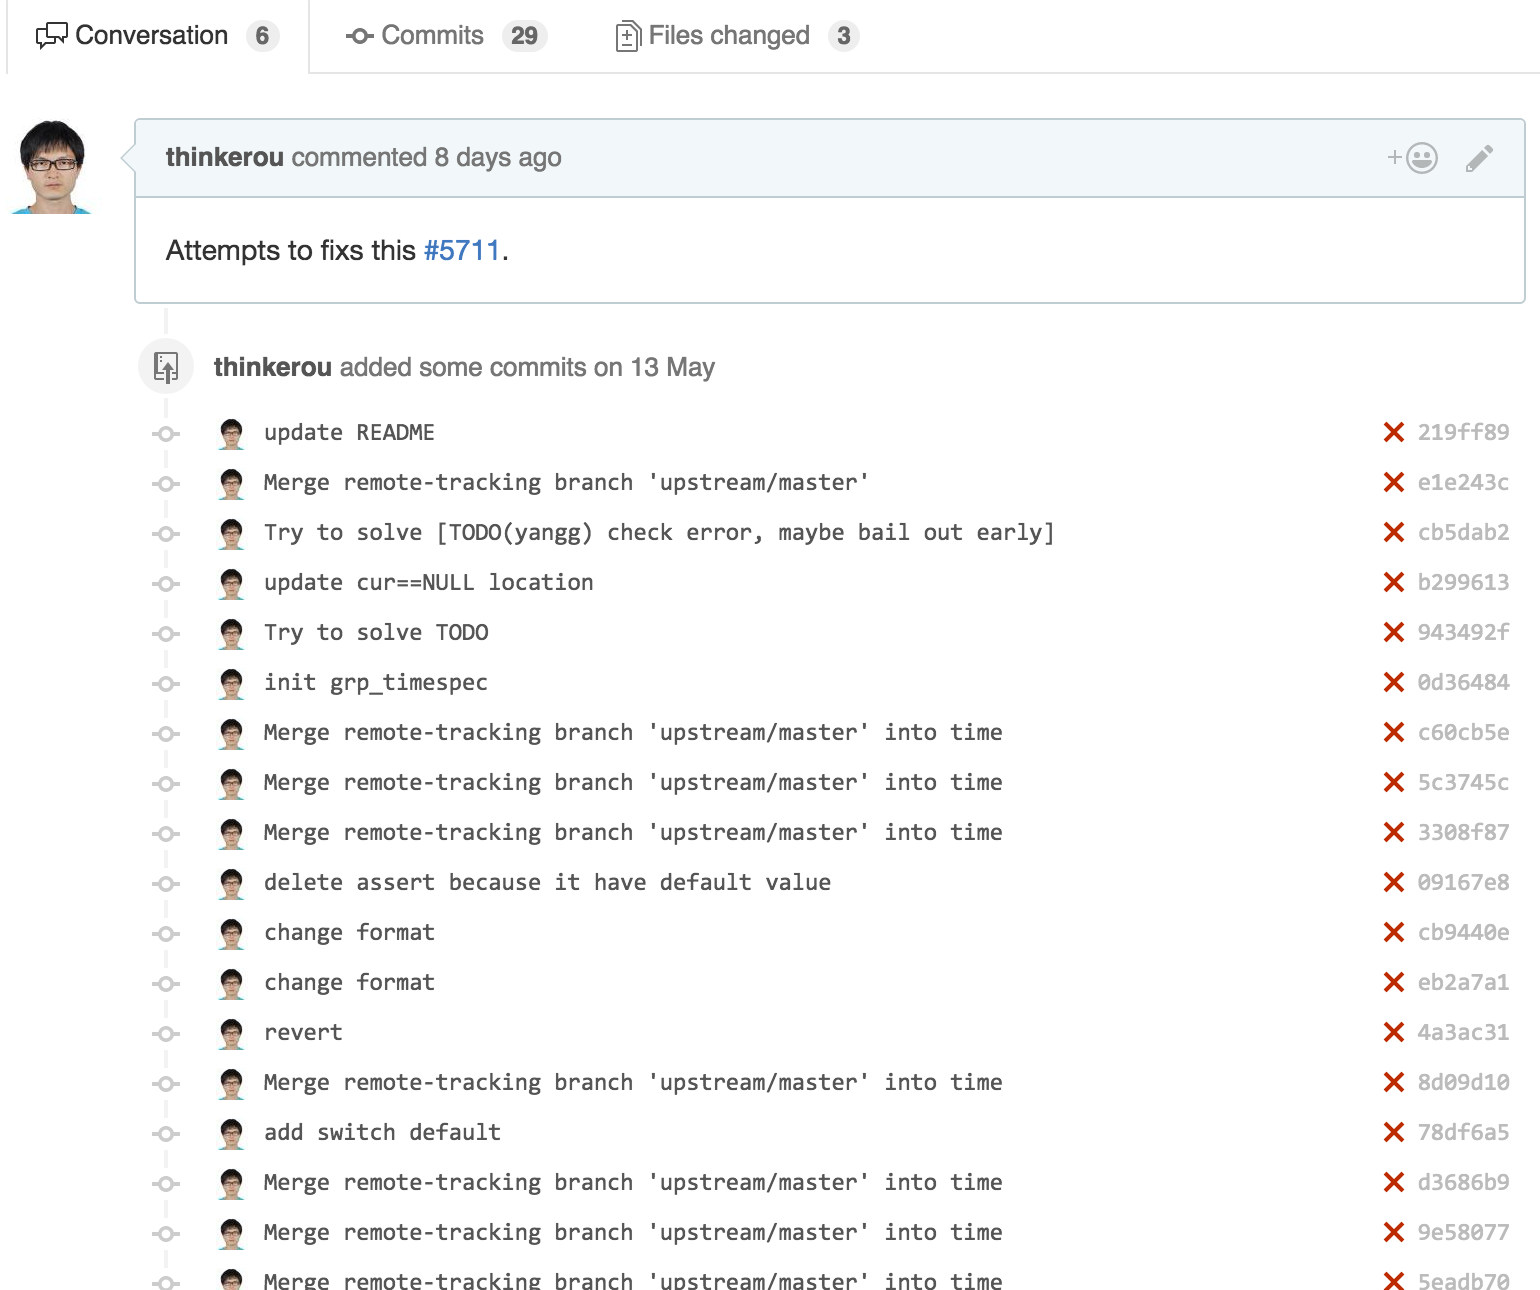 Conversation 6 Commits 29 Files changed 3
thinkerou commented 8 days ago
Attempts to fixs this #5711.
thinkerou added some commits on 13 May
update README 219ff89
Merge remote-tracking branch 'upstream/master' e1e243c
Try to solve [TODO(yangg) check error, maybe bail out early] cb5dab2
update cur==NULL location b299613
Try to solve TODO 943492f
init grp_timespec 0d36484
Merge remote-tracking branch 'upstream/master' into time c60cb5e
Merge remote-tracking branch 'upstream/master' into time 5c3745c
Merge remote-tracking branch 'upstream/master' into time 3308f87
delete assert because it have default value 09167e8
change format cb9440e
change format eb2a7a1
revert 4a3ac31
Merge remote-tracking branch 'upstream/master' into time 8d09d10
add switch default 78df6a5
Merge remote-tracking branch 'upstream/master' into time d3686b9
Merge remote-tracking branch 'upstream/master' into time 9e58077
Merge remote-tracking branch 'upstream/master' into time 5eadb70